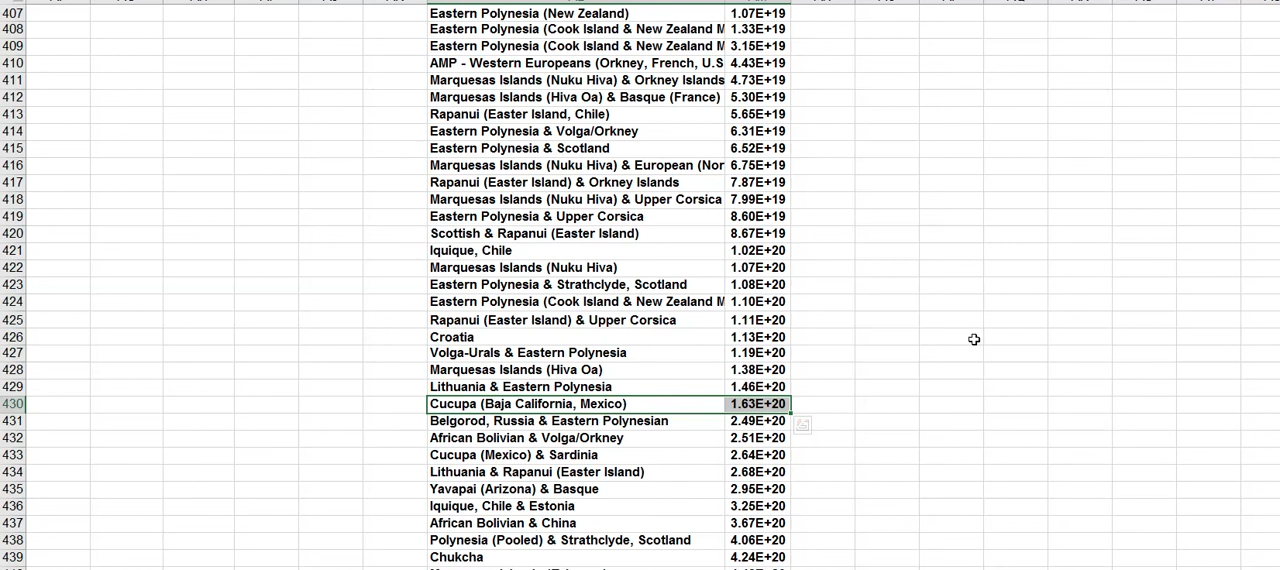 407 Eastern Polynesia (New Zealand) 1.07E+19
408 Eastern Polynesia (Cook Island & New Zealand M 1.33E+19
409 Eastern Polynesia (Cook Island & New Zealand M 3.15E+19
410 AMP - Western Europeans (Orkney, French, U.S 4.43E+19
411 Marquesas Islands (Nuku Hiva) & Orkney Islands 4.73E+19
412 Marquesas Islands (Hiva Oa) & Basque (France) 5.30E+19
413 Rapanui (Easter Island, Chile) 5.65E+19
414 Eastern Polynesia & Volga/Orkney 6.31E+19
415 Eastern Polynesia & Scotland 6.52E+19
416 Marquesas Islands (Nuku Hiva) & European (Nor 6.75E+19
417 Rapanui (Easter Island) & Orkney Islands 7.87E+19
418 Marquesas Islands (Nuku Hiva) & Upper Corsica 7.99E+19
419 Eastern Polynesia & Upper Corsica 8.60E+19
420 Scottish & Rapanui (Easter Island) 8.67E+19
421 Iquique, Chile 1.02E+20
422 Marquesas Islands (Nuku Hiva) 1.07E+20
423 Eastern Polynesia & Strathclyde, Scotland 1.08E+20
424 Eastern Polynesia (Cook Island & New Zealand M 1.10E+20
425 Rapanui (Easter Island) & Upper Corsica 1.11E+20
426 Croatia 1.13E+20
427 Volga-Urals & Eastern Polynesia 1.19E+20
428 Marquesas Islands (Hiva Oa) 1.38E+20
429 Lithuania & Eastern Polynesia 1.46E+20
430 Cucupa (Baja California, Mexico) 1.63E+20
431 Belgorod, Russia & Eastern Polynesian 2.49E+20
432 African Bolivian & Volga/Orkney 2.51E+20
433 Cucupa (Mexico) & Sardinia 2.64E+20
434 Lithuania & Rapanui (Easter Island) 2.68E+20
435 Yavapai (Arizona) & Basque 2.95E+20
436 Iquique, Chile & Estonia 3.25E+20
437 African Bolivian & China 3.67E+20
438 Polynesia (Pooled) & Strathclyde, Scotland 4.06E+20
439 Chukcha 4.24E+20